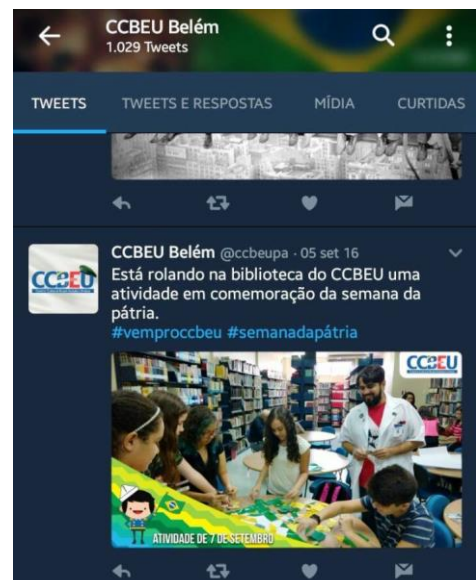 CCBEU Belém
1.029 Tweets
TWEETS
TWEETS E RESPOSTAS
MÍDIA
CURTIDAS
CCBEU
CCBEU Belém @ccbeupa · 05 set 16
Está rolando na biblioteca do CCBEU uma
atividade em comemoração da semana da
pátria.
#vemproccbeu #semanadapátria
CCBEU
ATIVIDADE DE 7 DE SETEMBRO